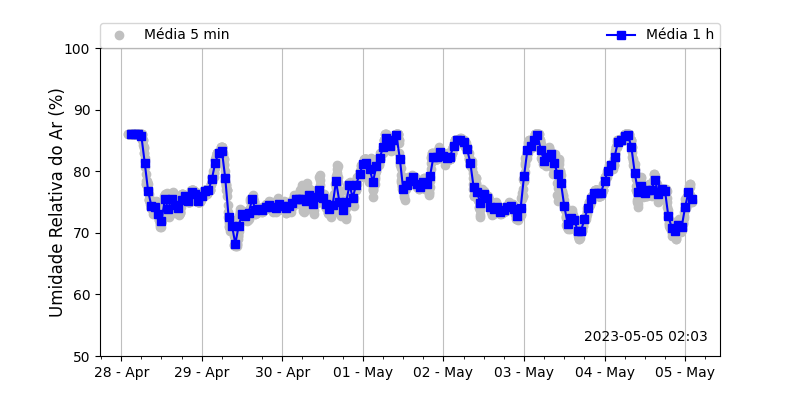 Média 5 min
Média 1 h
Umidade Relativa do Ar (%)
100
90
80
70
60
50
2023-05-05 02:03
28 - Apr
29 - Apr
30 - Apr
01 - May
02 - May
03 - May
04 - May
05 - May